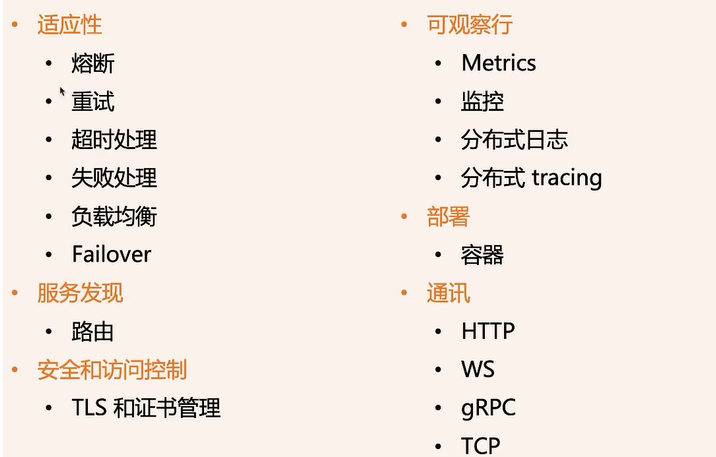 • 适应性
• 熔断
• 重试
• 超时处理
• 失败处理
• 负载均衡
• Failover
• 服务发现
• 路由
• 安全和访问控制
• TLS 和证书管理
• 可观察行
• Metrics
• 监控
• 分布式日志
• 分布式 tracing
• 部署
• 容器
• 通讯
• HTTP
• WS
• gRPC
• TCP